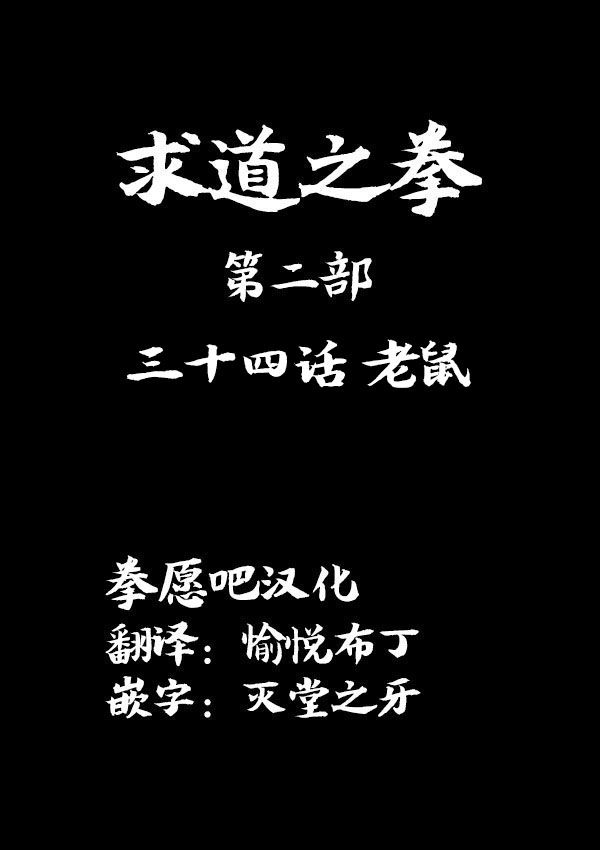 求道之拳
第二部
三十四话 老鼠
拳愿吧汉化
翻译：愉悦布丁
嵌字：灭堂之牙